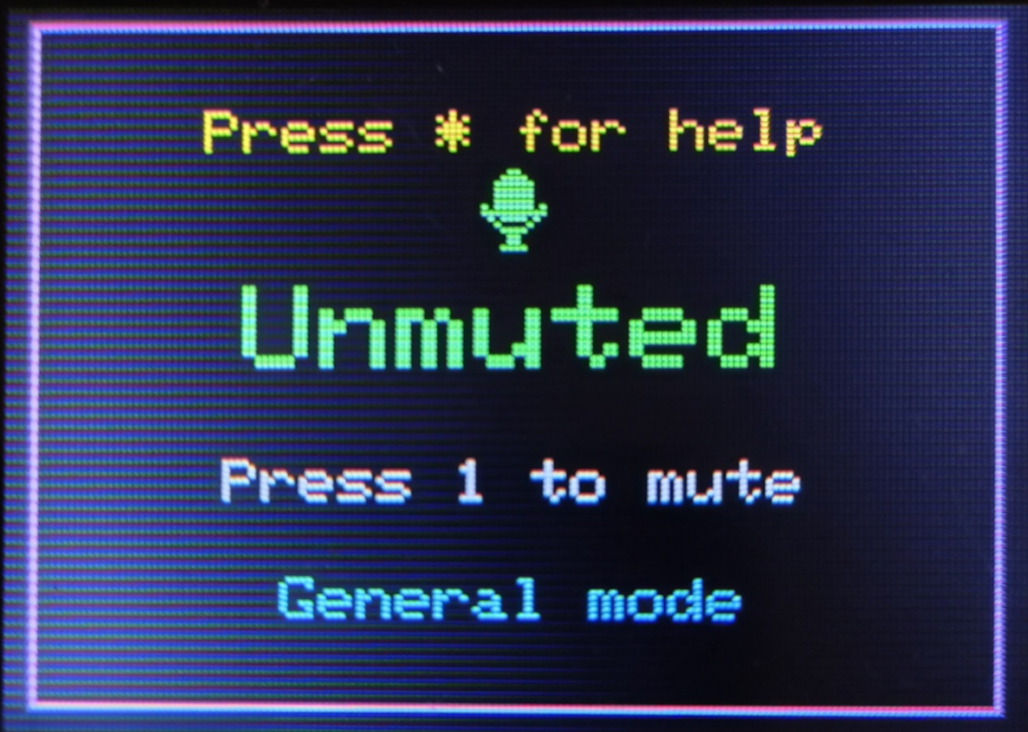 Press * for help
Unmuted
Press 1 to mute
General mode